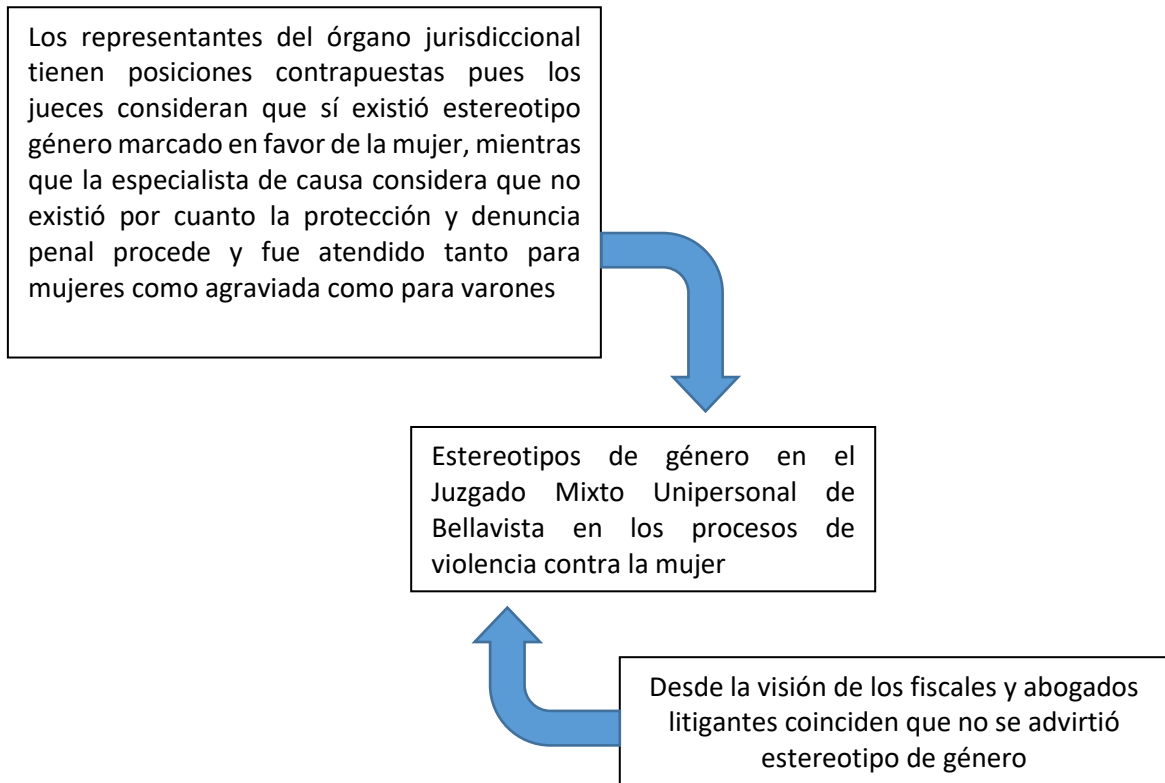 Los representantes del órgano jurisdiccional
tienen posiciones contrapuestas pues los
jueces consideran que sí existió estereotipo
género marcado en favor de la mujer, mientras
que la especialista de causa considera que no
existió por cuanto la protección y denuncia
penal procede y fue atendido tanto para
mujeres como agraviada como para varones
Estereotipos de género en el
Juzgado Mixto Unipersonal de
Bellavista en los procesos de
violencia contra la mujer
Desde la visión de los fiscales y abogados
litigantes coinciden que no se advirtió
estereotipo de género